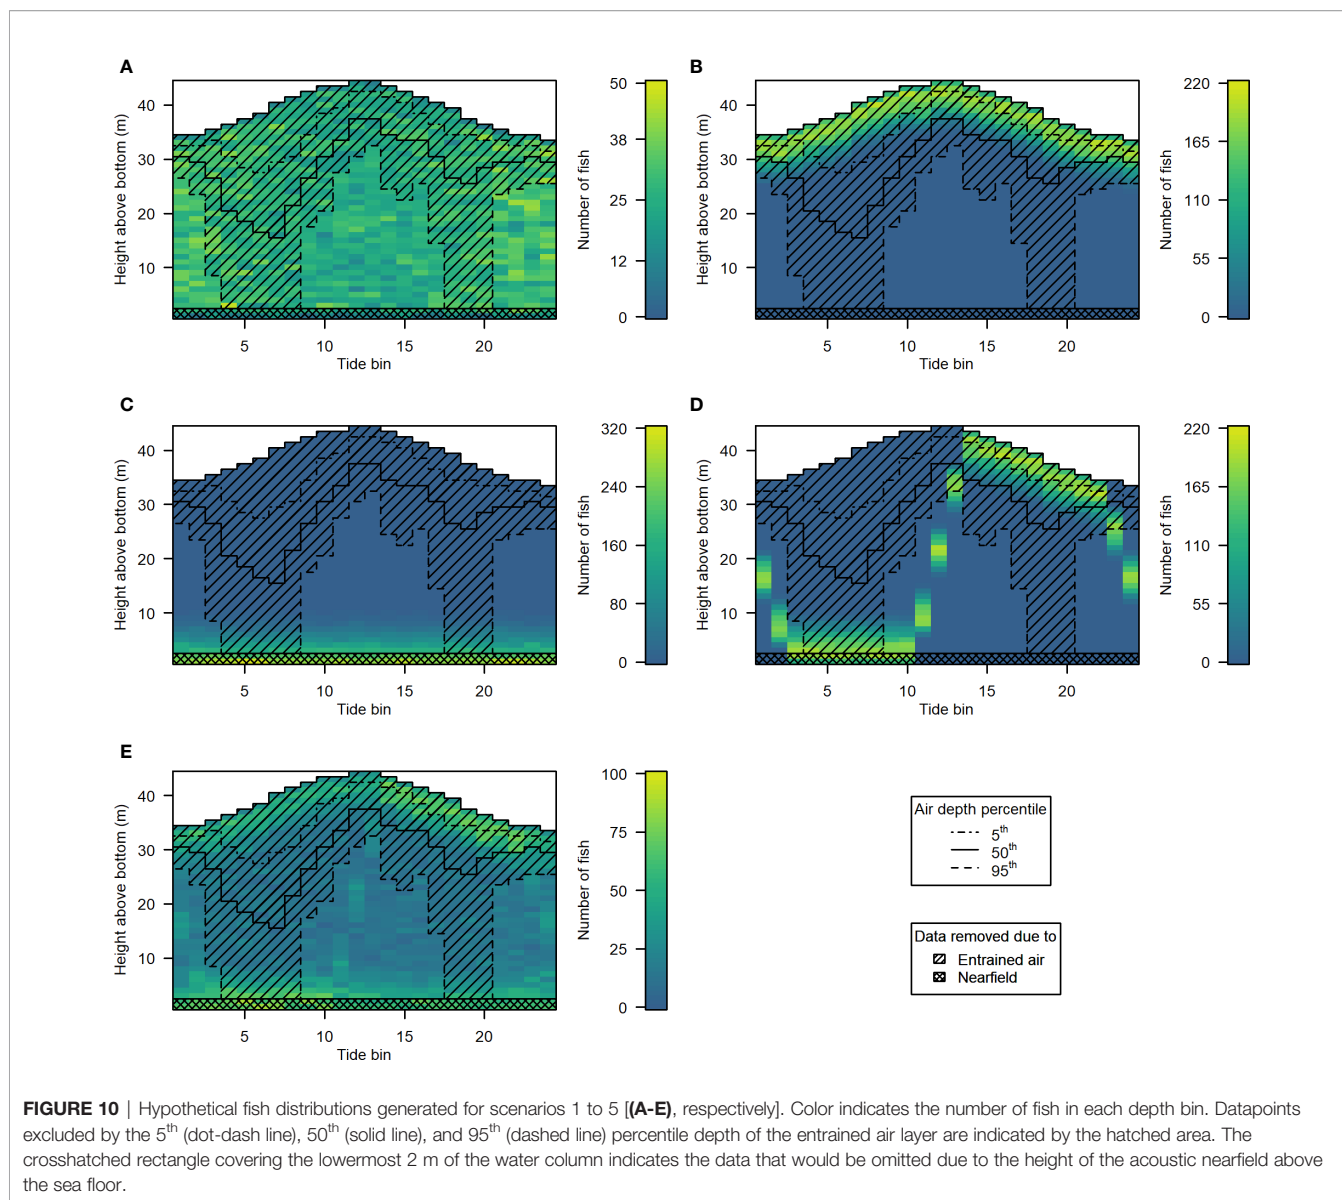 A
B
50
38
25
12
0
40
30
20
10
Height above bottom (m)
Number of fish
5
10
15
20
Tide bin
220
165
110
55
0
40
30
20
10
Height above bottom (m)
Number of fish
5
10
15
20
Tide bin
C
D
320
240
160
80
0
40
30
20
10
Height above bottom (m)
Number of fish
5
10
15
20
Tide bin
220
165
110
55
0
40
30
20
10
Height above bottom (m)
Number of fish
5
10
15
20
Tide bin
E
100
75
50
25
0
40
30
20
10
Height above bottom (m)
Number of fish
5
10
15
20
Tide bin
Air depth percentile
5th
50th
95th
Data removed due to
Entrained air
Nearfield
FIGURE 10 | Hypothetical fish distributions generated for scenarios 1 to 5 [(A-E), respectively]. Color indicates the number of fish in each depth bin. Datapoints
excluded by the 5th (dot-dash line), 50th (solid line), and 95th (dashed line) percentile depth of the entrained air layer are indicated by the hatched area. The
crosshatched rectangle covering the lowermost 2 m of the water column indicates the data that would be omitted due to the height of the acoustic nearfield above
the sea floor.